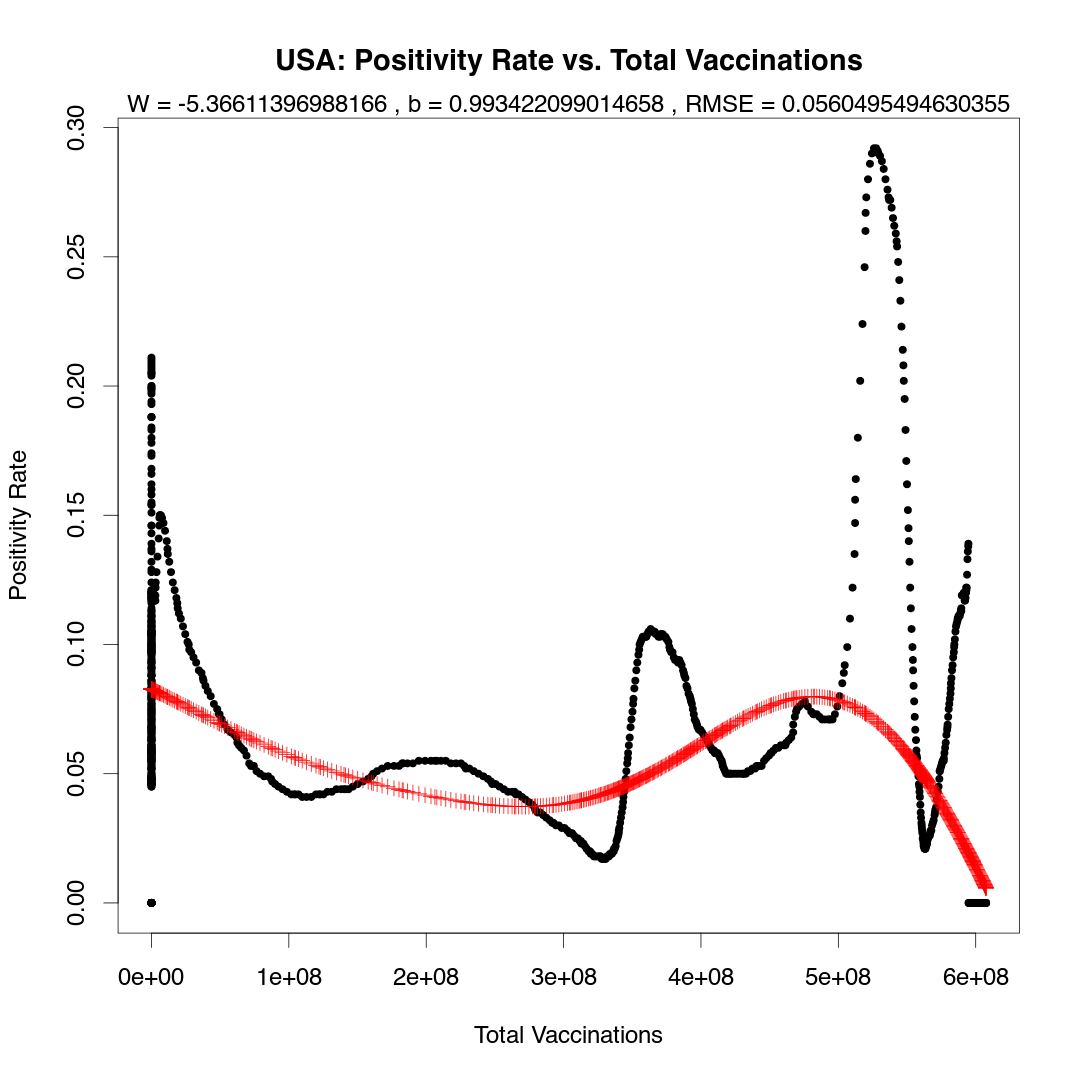 USA: Positivity Rate vs. Total Vaccinations
W = -5.36611396988166 , b = 0.993422099014658 , RMSE = 0.0560495494630355
Positivity Rate
0.30
0.25
0.20
0.15
0.10
0.05
0.00
0e+00 1e+08 2e+08 3e+08 4e+08 5e+08 6e+08
Total Vaccinations